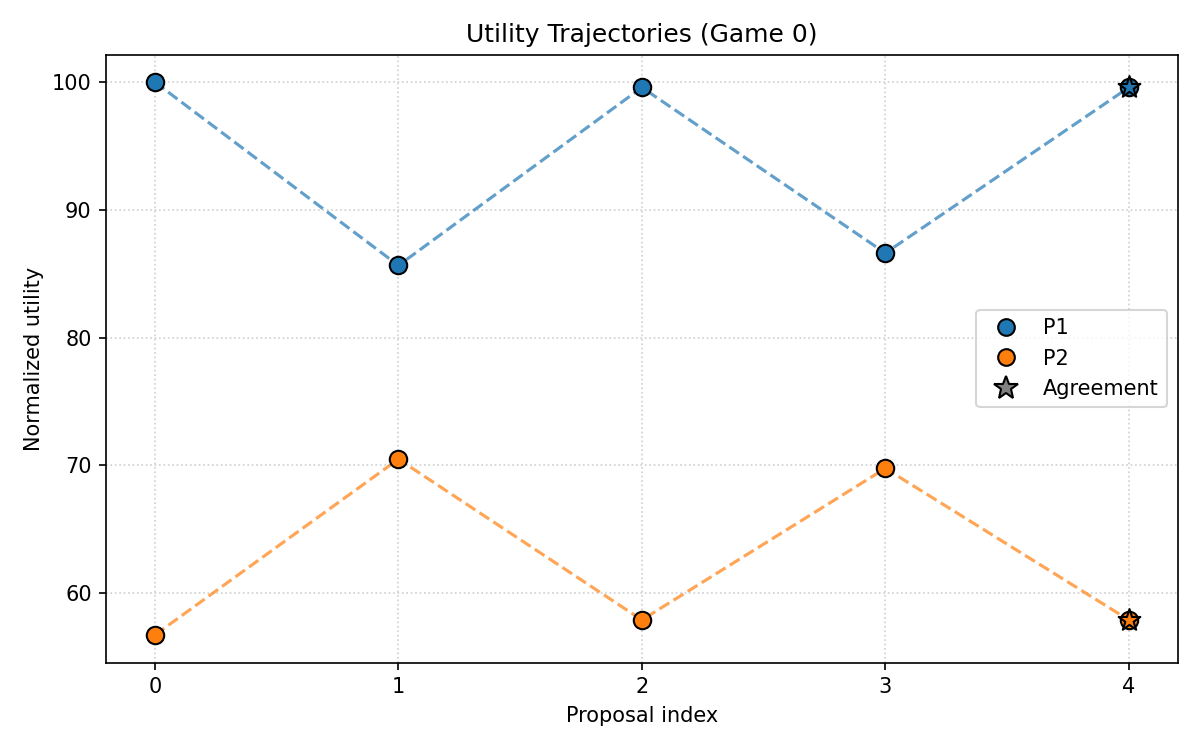 Utility Trajectories (Game 0)
Normalized utility
100
90
80
70
60
P1
P2
Agreement
0 1 2 3 4
Proposal index